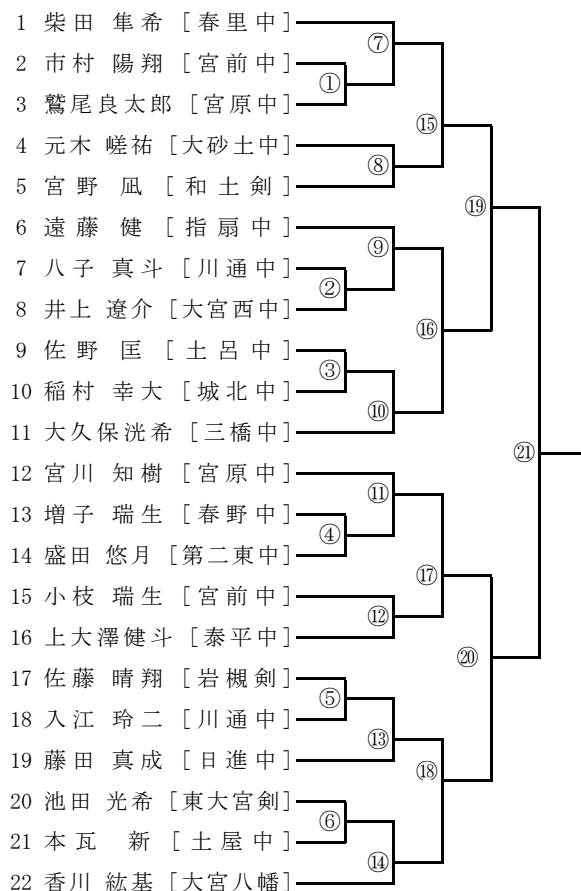 1 柴田 隼希 [春里中]
2 市村 陽翔 [宮前中]
3 鷲尾良太郎 [宮原中]
4 元木 嵯祐 [大砂土中]
5 宮野 凪 [和土剣]
6 遠藤 健 [指扇中]
7 八子 真斗 [川通中]
8 井上 遼介 [大宮西中]
9 佐野 匡 [土呂中]
10 稲村 幸大 [城北中]
11 大久保洸希 [三橋中]
12 宮川 知樹 [宮原中]
13 増子 瑞生 [春野中]
14 盛田 悠月 [第二東中]
15 小枝 瑞生 [宮前中]
16 上大澤健斗 [泰平中]
17 佐藤 晴翔 [岩槻剣]
18 入江 玲二 [川通中]
19 藤田 真成 [日進中]
20 池田 光希 [東大宮剣]
21 本瓦 新 [土屋中]
22 香川 紘基 [大宮八幡]
⑦
①
⑮
⑧
⑲
⑨
②
⑯
③
⑩
㉑
⑪
④
⑰
⑫
⑳
⑤
⑬
⑱
⑥
⑭